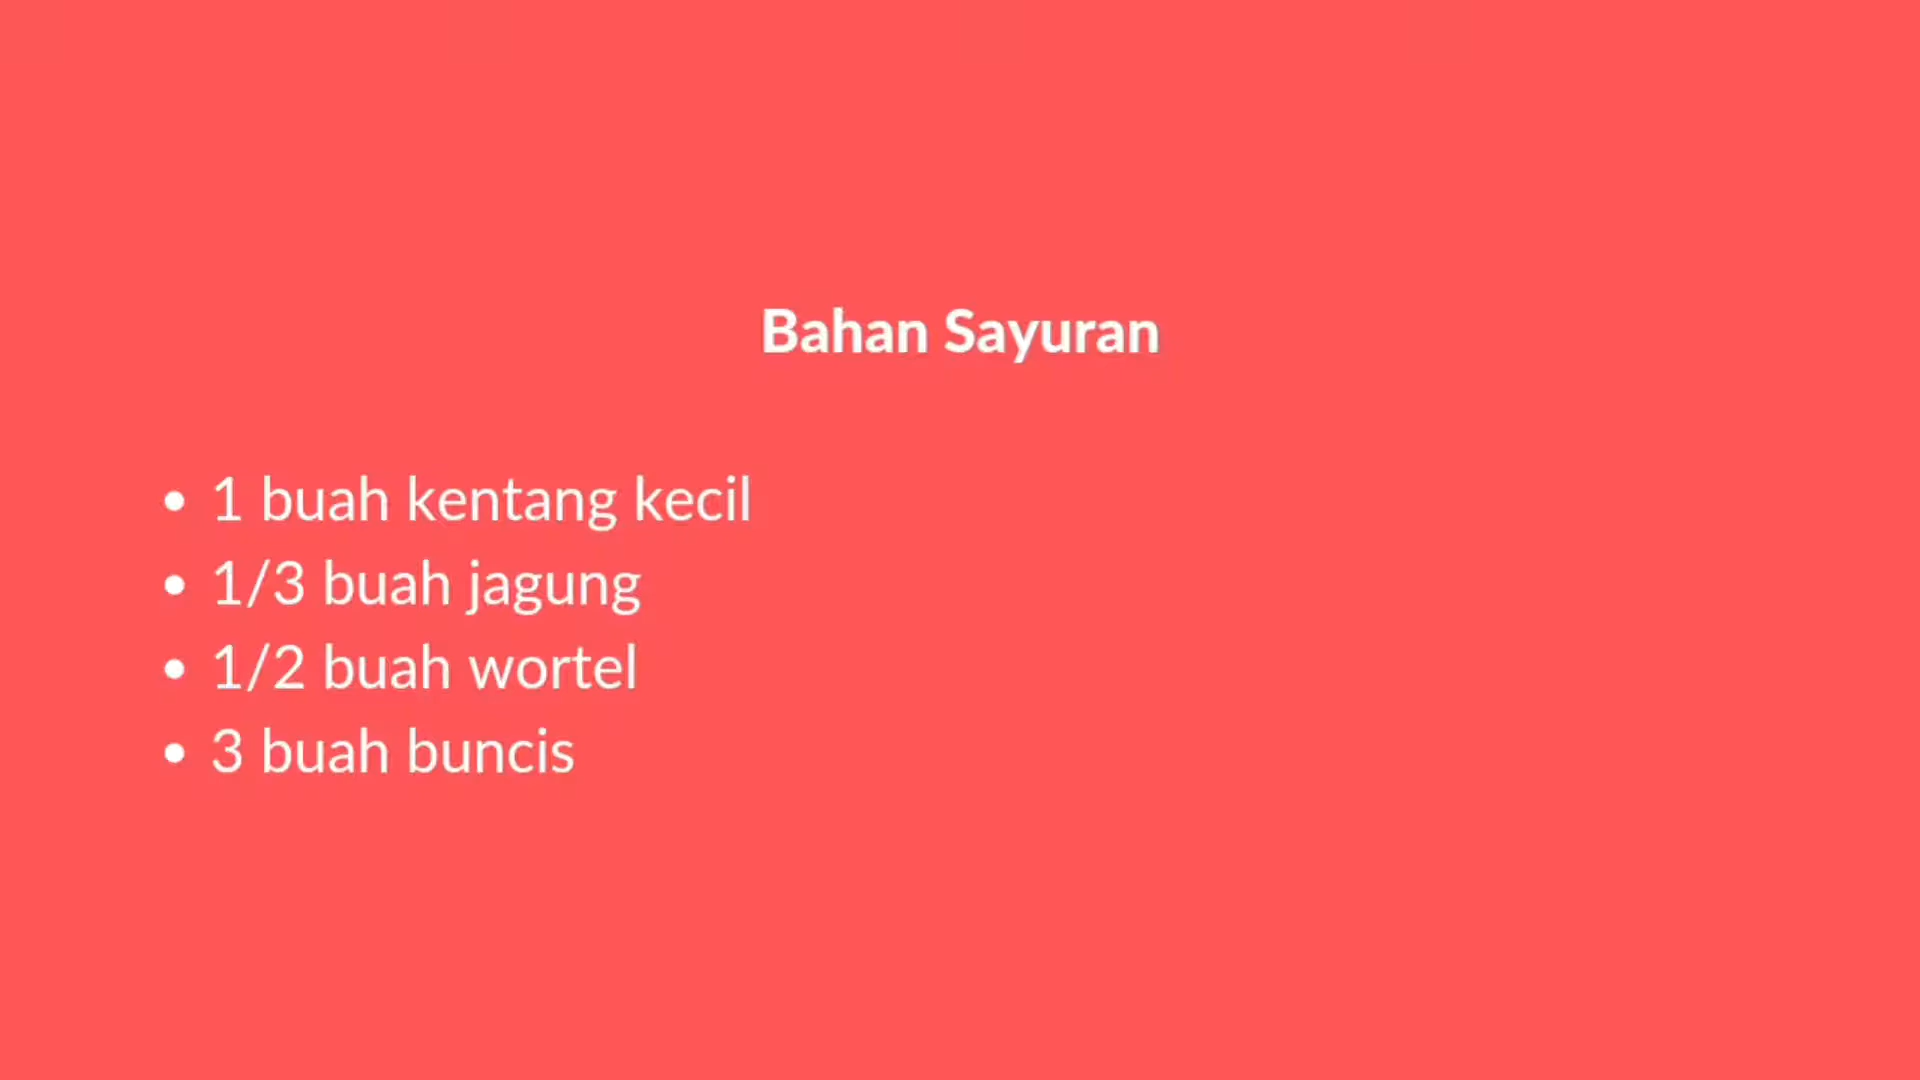 Bahan Sayuran
• 1 buah kentang kecil
• 1/3 buah jagung
• 1/2 buah wortel
• 3 buah buncis